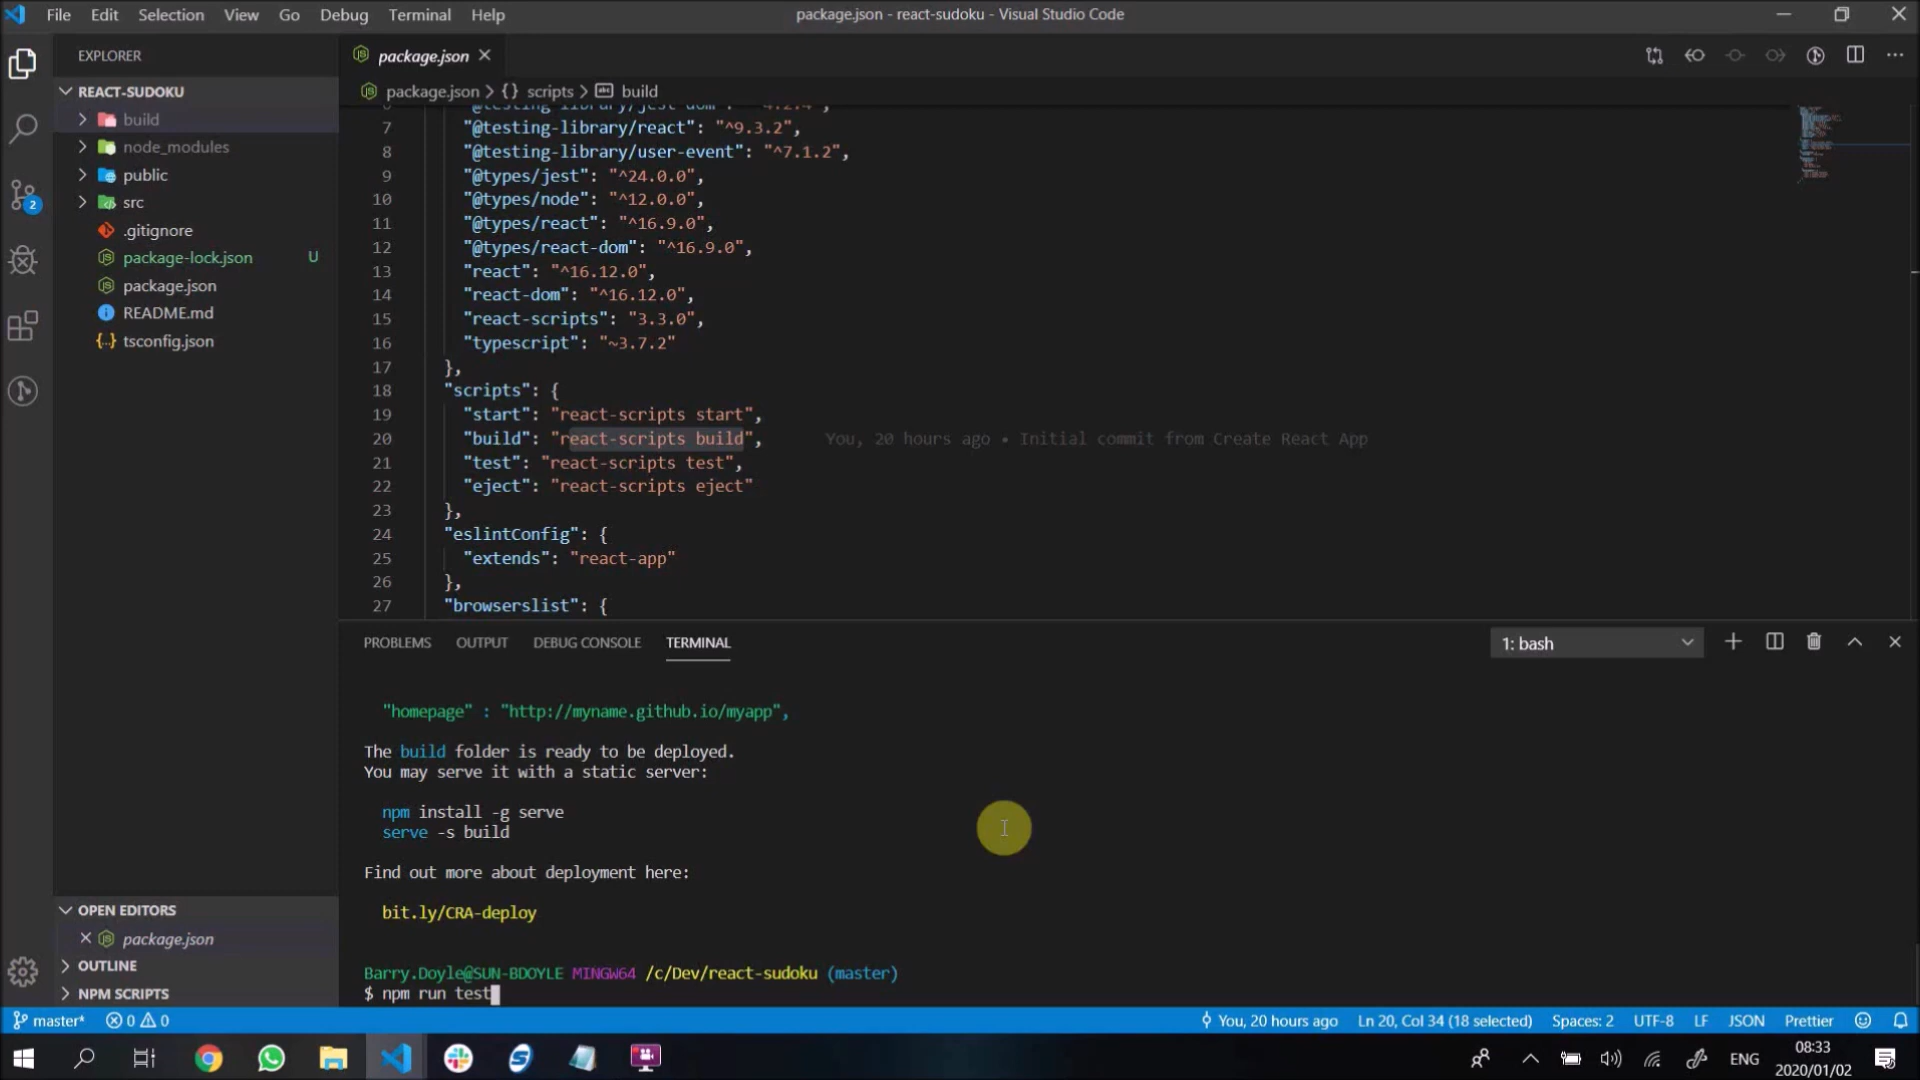 File Edit Selection View Go Debug Terminal Help
package.json - react-sudoku - Visual Studio Code
EXPLORER
REACT-SUDOKU
build
node_modules
public
src
.gitignore
package-lock.json U
package.json
README.md
{..} tsconfig.json
2
OPEN EDITORS
package.json
OUTLINE
NPM SCRIPTS
package.json
package.json > {} scripts > build
"@testing-library/jest-dom": "^4.2.4",
7 "@testing-library/react": "^9.3.2",
8 "@testing-library/user-event": "^7.1.2",
9 "@types/jest": "^24.0.0",
10 "@types/node": "^12.0.0",
11 "@types/react": "^16.9.0",
12 "@types/react-dom": "^16.9.0",
13 "react": "^16.12.0",
14 "react-dom": "^16.12.0",
15 "react-scripts": "3.3.0",
16 "typescript": "~3.7.2"
17 },
18 "scripts": {
19 "start": "react-scripts start",
20 "build": "react-scripts build", You, 20 hours ago • Initial commit from Create React App
21 "test": "react-scripts test",
22 "eject": "react-scripts eject"
23 },
24 "eslintConfig": {
25 "extends": "react-app"
26 },
27 "browserslist": {
PROBLEMS OUTPUT DEBUG CONSOLE TERMINAL
1: bash
"homepage" : "http://myname.github.io/myapp",
The build folder is ready to be deployed.
You may serve it with a static server:
npm install -g serve
serve -s build
Find out more about deployment here:
bit.ly/CRA-deploy
Barry.Doyle@SUN-BDOYLE MINGW64 /c/Dev/react-sudoku (master)
$ npm run test
master* 0 0
You, 20 hours ago Ln 20, Col 34 (18 selected) Spaces: 2 UTF-8 LF JSON Prettier
ENG
08:33
2020/01/02